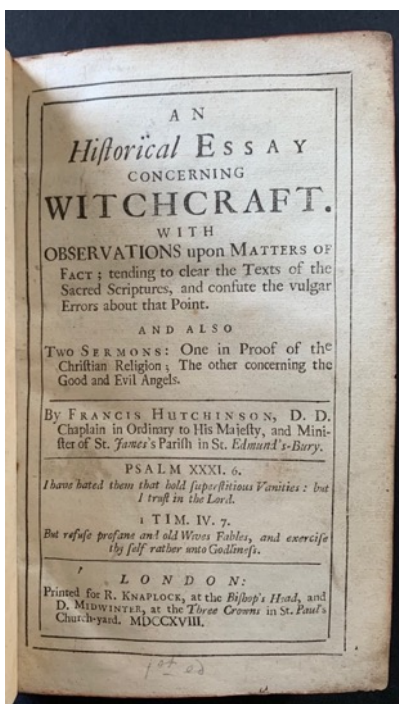 AN
Hiſtorical ESSAY
CONCERNING
WITCHCRAFT.
WITH
OBSERVATIONS upon MATTERS OF
FACT; tending to clear the Texts of the
Sacred Scriptures, and confute the vulgar
Errors about that Point.
AND ALSO
TWO SERMONS: One in Proof of the
Chriſtian Religion; The other concerning the
Good and Evil Angels.
By FRANCIS HUTCHINSON, D. D.
Chaplain in Ordinary to His Majeſty, and Mini-
ſter of St. James's Pariſh in St. Edmund's-Bury.
PSALM XXXI. 6.
I have hated them that hold ſuperſtitious Vanities: but
I truſt in the Lord.
1 TIM. IV. 7.
But refuſe profane and old Wives Fables, and exerciſe
thy ſelf rather unto Godlineſs.
LONDON:
Printed for R. KNAPLOCK, at the Biſhop's Head, and
D. MIDWINTER, at the Three Crowns in St. Paul's
Church-yard. MDCCXVIII.
1st ed